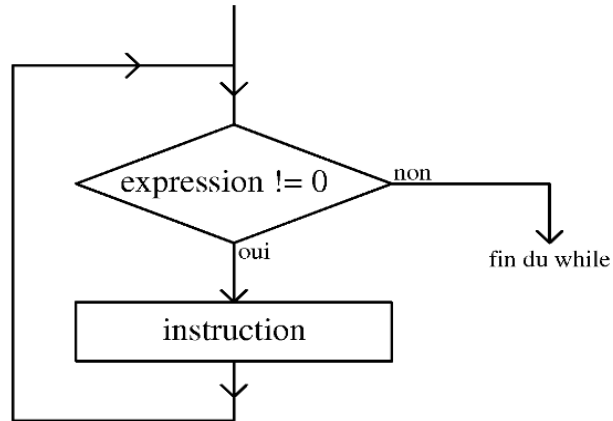 expression != 0
non
oui
fin du while
instruction